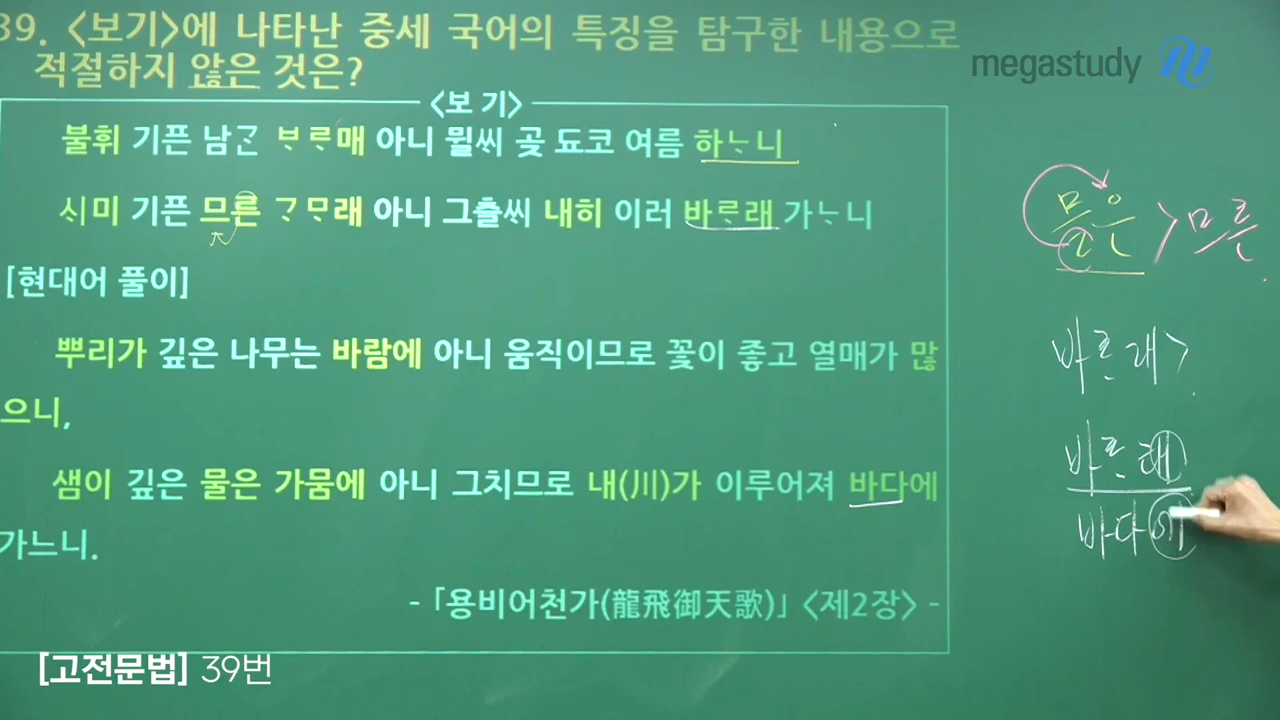 39. <보기>에 나타난 중세 국어의 특징을 탐구한 내용으로
적절하지 않은 것은?
megastudy
<보 기>
불휘 기픈 남ᄀᆞᆫ ᄇᆞᄅᆞ매 아니 뮐씨 곶 됴코 여름 하ᄂᆞ니
ᄉᆡ미 기픈 므른 ᄀᆞᄆᆞ래 아니 그츨씨 내히 이러 바ᄅᆞ래 가ᄂᆞ니
[현대어 풀이]
뿌리가 깊은 나무는 바람에 아니 움직이므로 꽃이 좋고 열매가 많
으니,
샘이 깊은 물은 가뭄에 아니 그치므로 내(川)가 이루어져 바다에
가느니.
- 「용비어천가(龍飛御天歌)」 <제2장> -
믈은 > 므른
바ᄅᆞ래 >
바다에
[고전문법] 39번